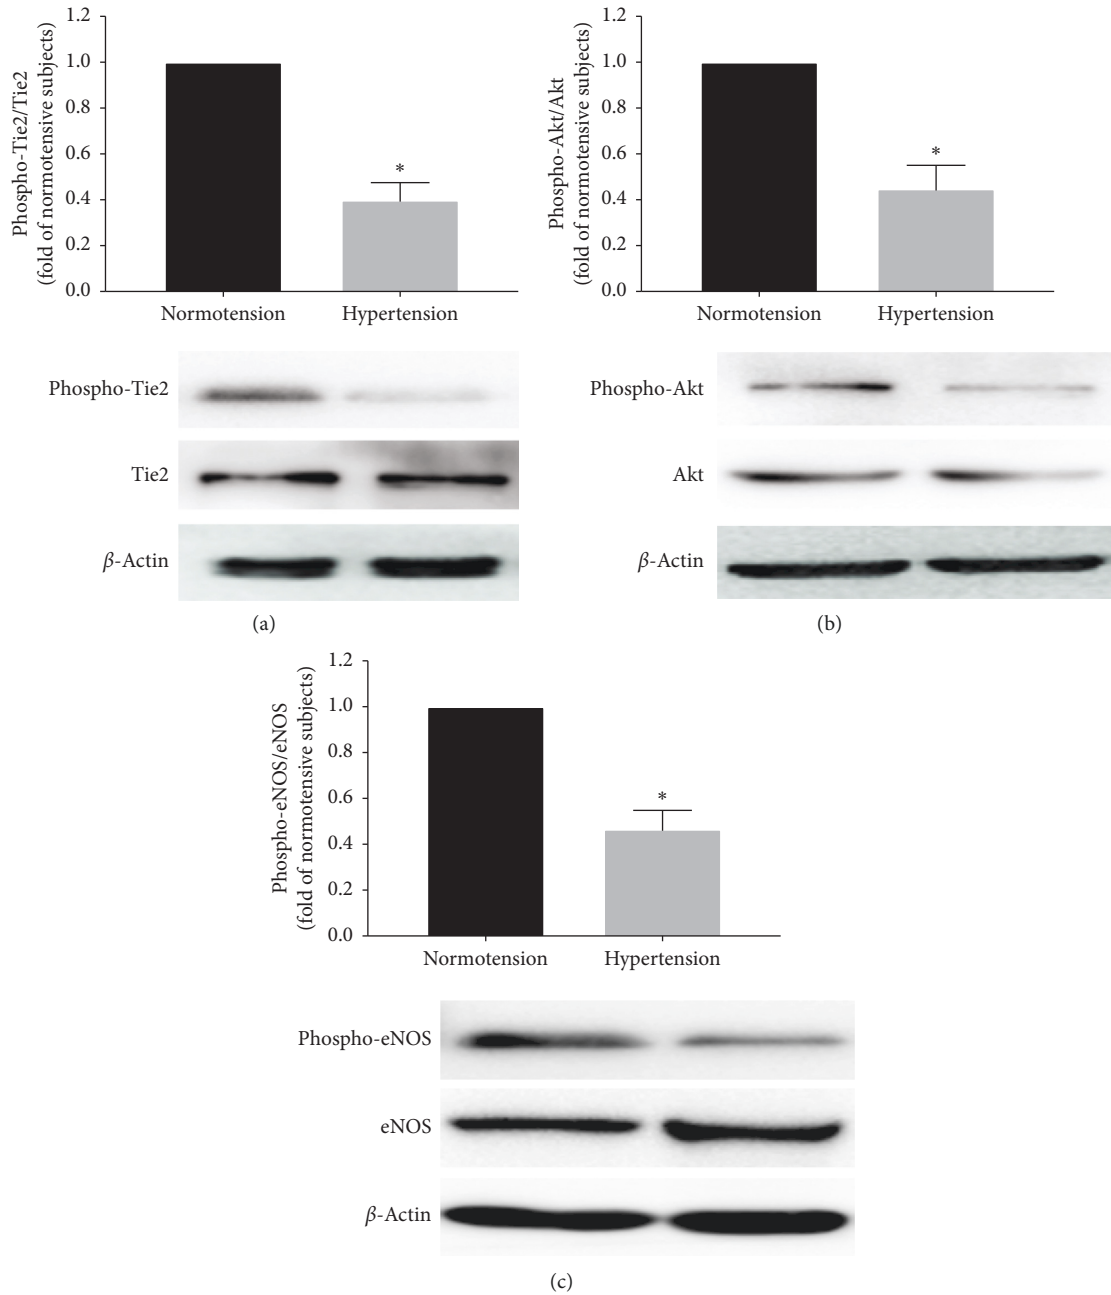 Phospho-Tie2/Tie2
(fold of normotensive subjects)
1.2
1.0
0.8
0.6
0.4
0.2
0.0
*
Normotension Hypertension
Phospho-Tie2
Tie2
β-Actin
(a)
Phospho-Akt/Akt
(fold of normotensive subjects)
1.2
1.0
0.8
0.6
0.4
0.2
0.0
*
Normotension Hypertension
Phospho-Akt
Akt
β-Actin
(b)
Phospho-eNOS/eNOS
(fold of normotensive subjects)
1.2
1.0
0.8
0.6
0.4
0.2
0.0
*
Normotension Hypertension
Phospho-eNOS
eNOS
β-Actin
(c)